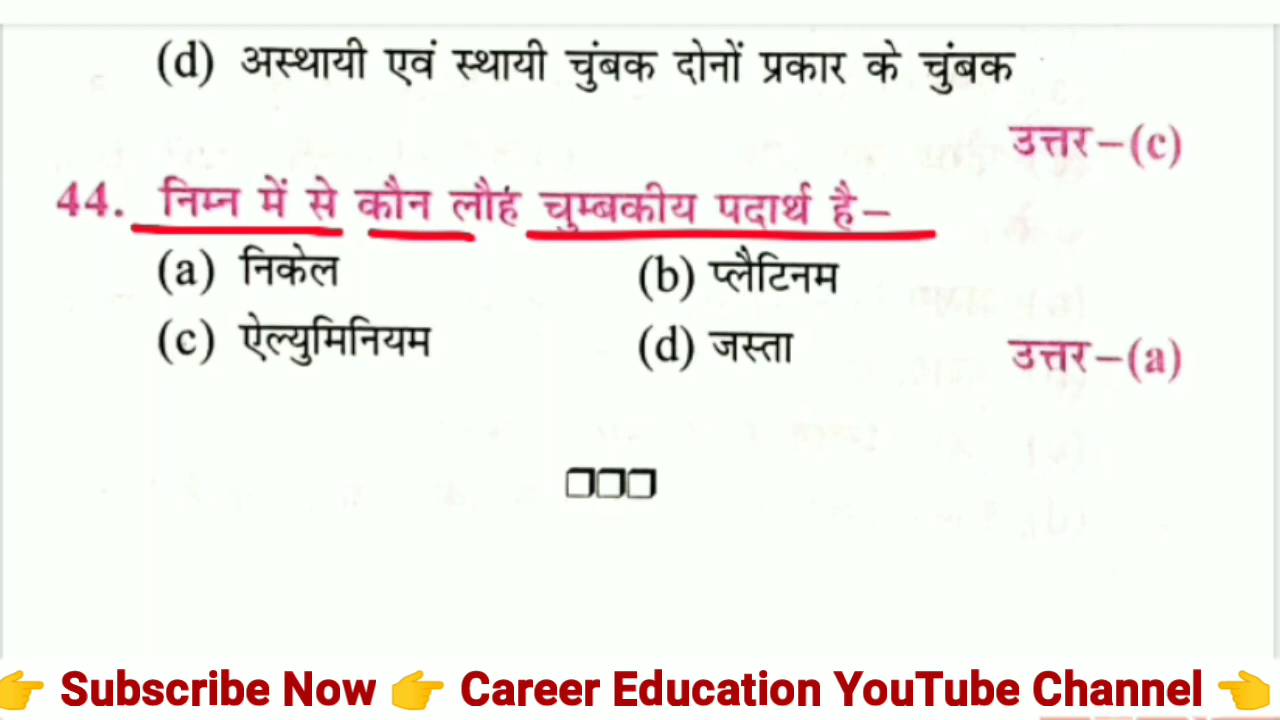 (d) अस्थायी एवं स्थायी चुंबक दोनों प्रकार के चुंबक
उत्तर–(c)
44. निम्न में से कौन लौह चुम्बकीय पदार्थ है–
(a) निकेल (b) प्लैटिनम
(c) ऐल्युमिनियम (d) जस्ता उत्तर–(a)
👉 Subscribe Now 👉 Career Education YouTube Channel 👈